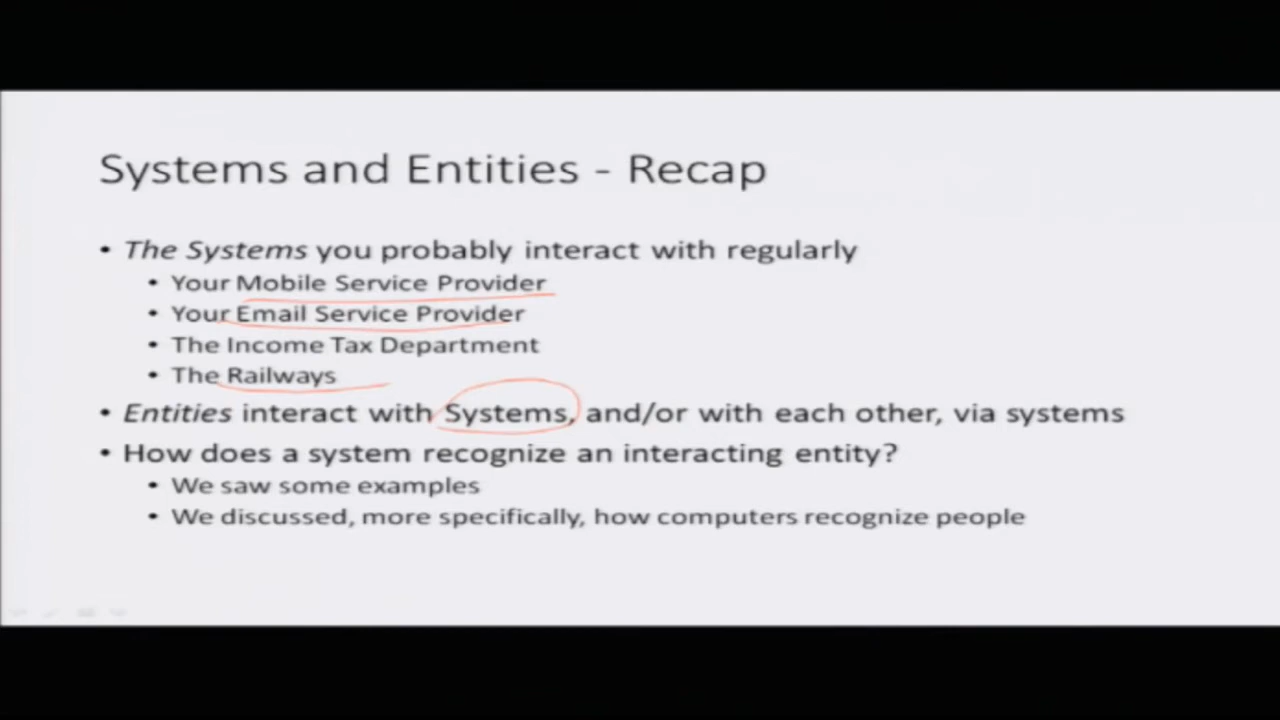 Systems and Entities - Recap
• The Systems you probably interact with regularly
• Your Mobile Service Provider
• Your Email Service Provider
• The Income Tax Department
• The Railways
• Entities interact with Systems, and/or with each other, via systems
• How does a system recognize an interacting entity?
• We saw some examples
• We discussed, more specifically, how computers recognize people